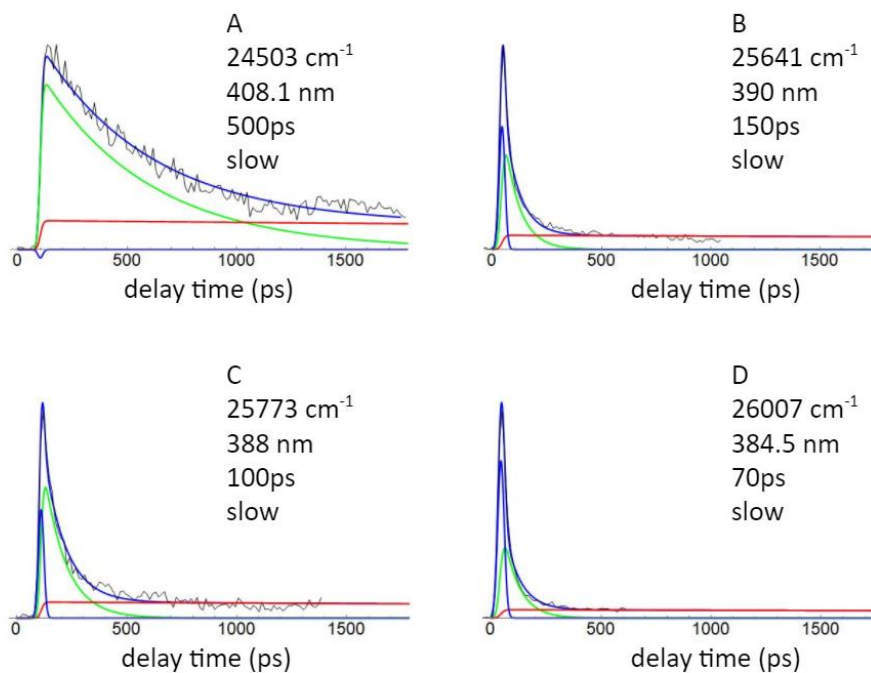 A
24503 cm-1
408.1 nm
500ps
slow
0 500 1000 1500
delay time (ps)
B
25641 cm-1
390 nm
150ps
slow
0 500 1000 1500
delay time (ps)
C
25773 cm-1
388 nm
100ps
slow
0 500 1000 1500
delay time (ps)
D
26007 cm-1
384.5 nm
70ps
slow
0 500 1000 1500
delay time (ps)